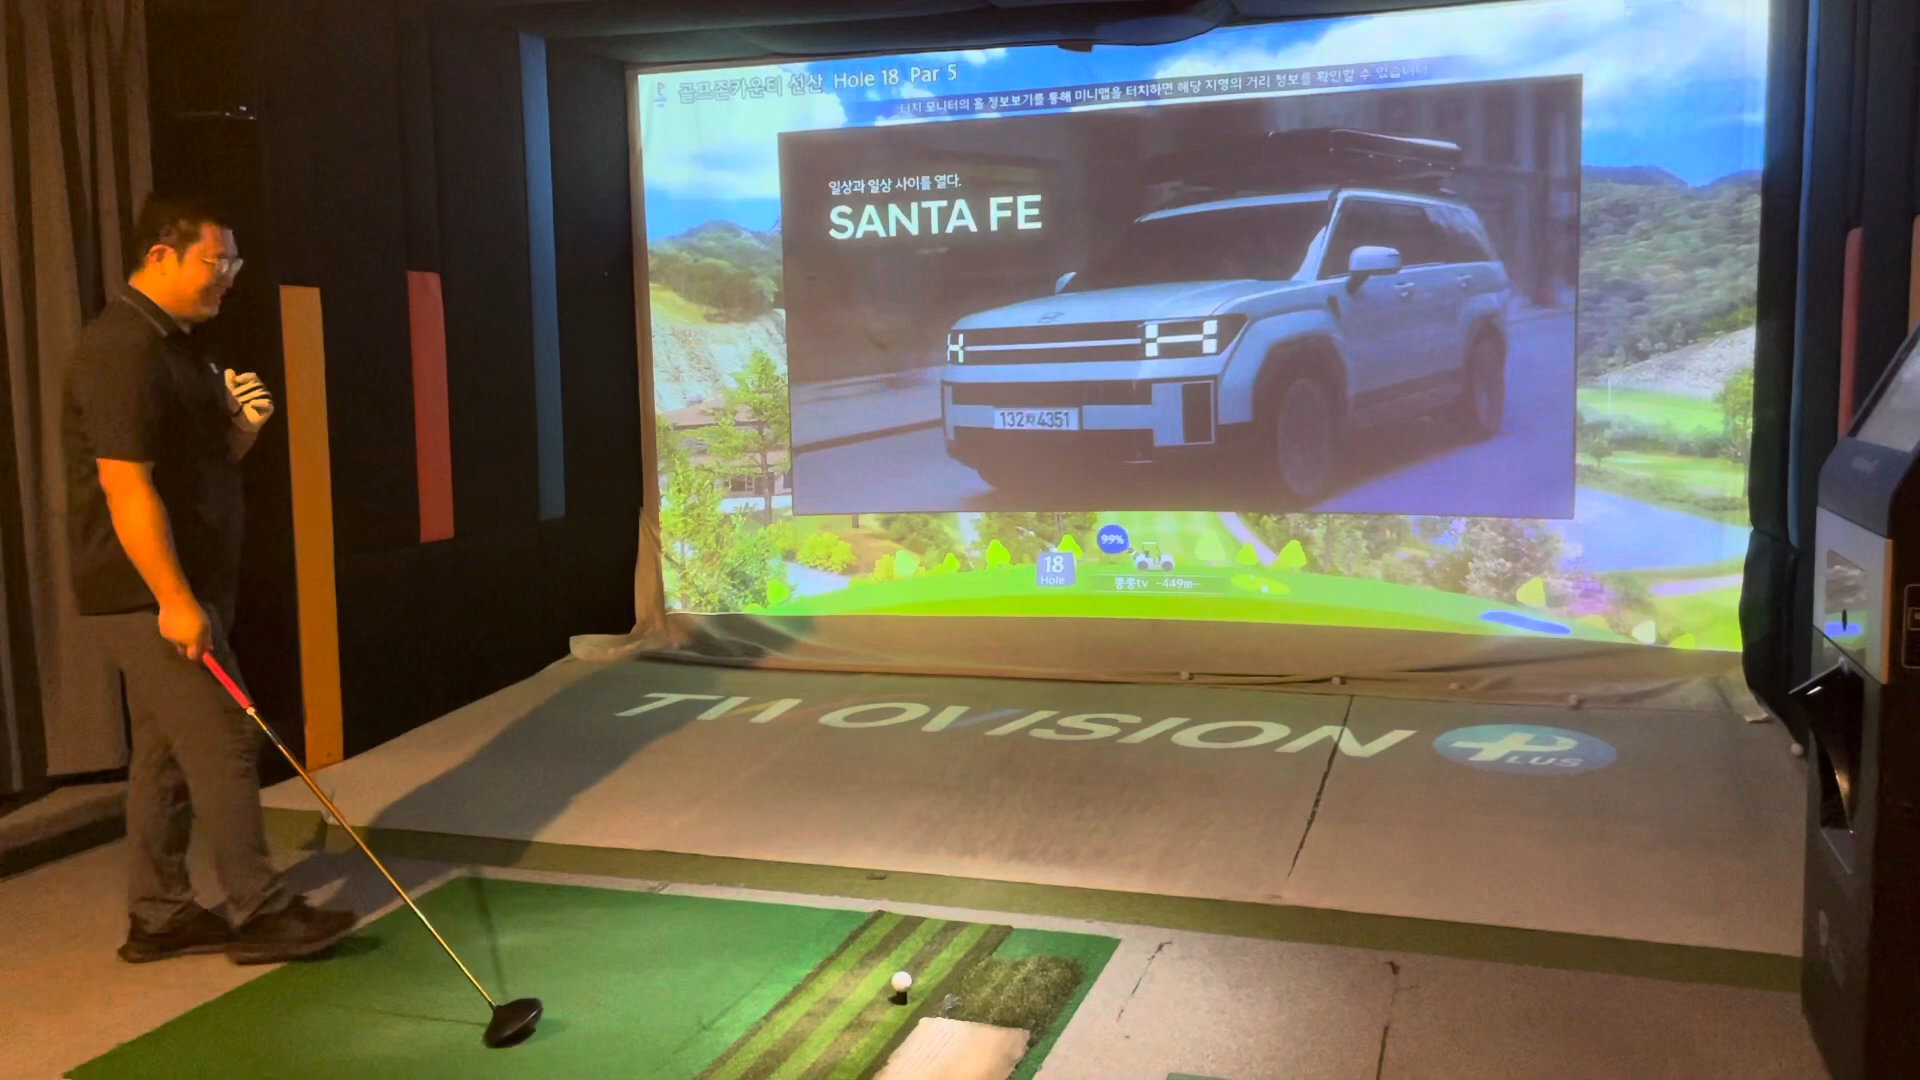 골프존카운티 선산 Hole 18 Par 5
터치 모니터의 홀 정보보기를 통해 미니맵을 터치하면 해당 지형의 거리 정보를 확인할 수 있습니다
일상과 일상 사이를 열다.
SANTA FE
132차4351
99%
18
Hole
뽕뽕tv -449m-
TWOVISION PLUS